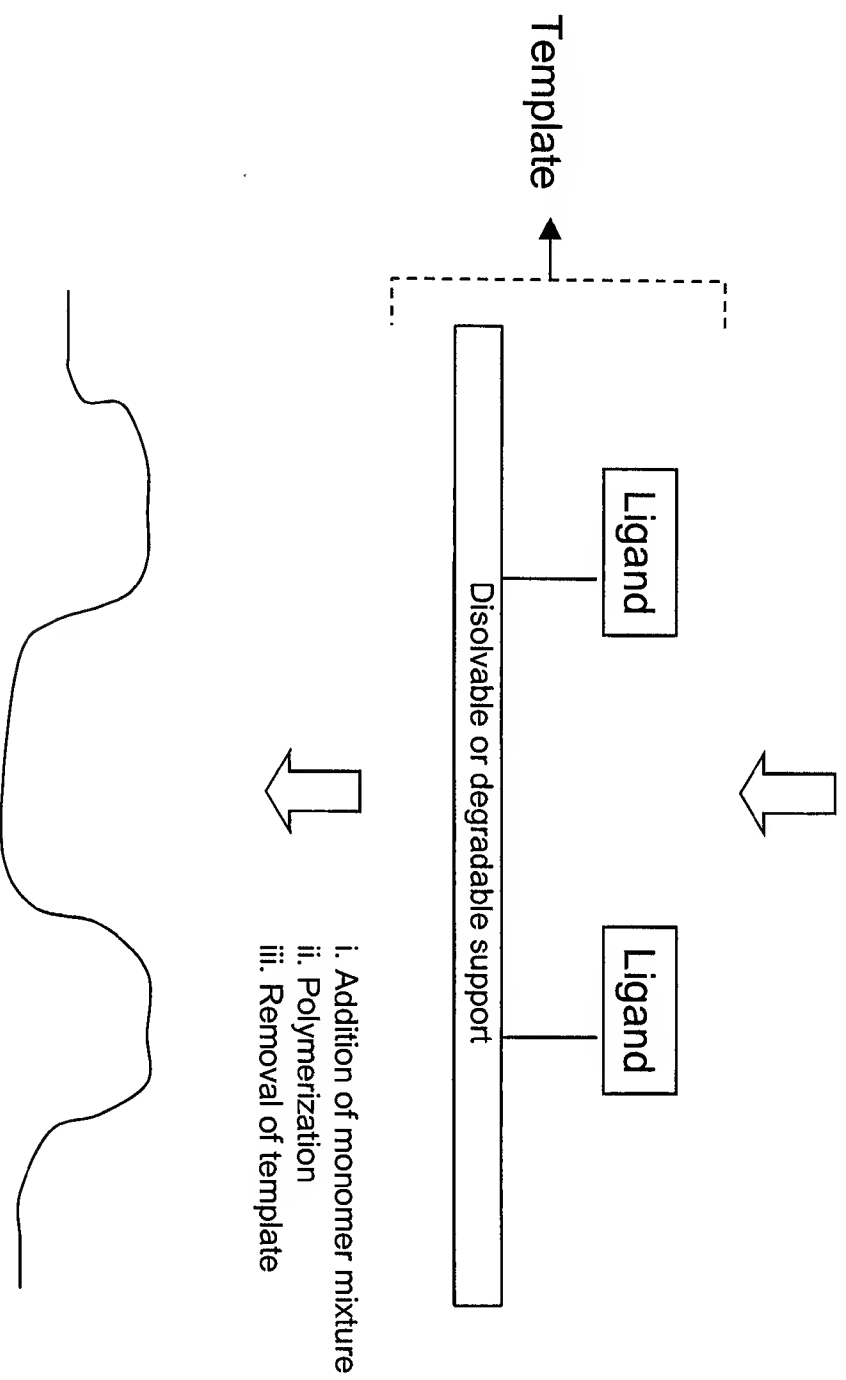 Ligand
Ligand
Template
Disolvable or degradable support
i. Addition of monomer mixture
ii. Polymerization
iii. Removal of template